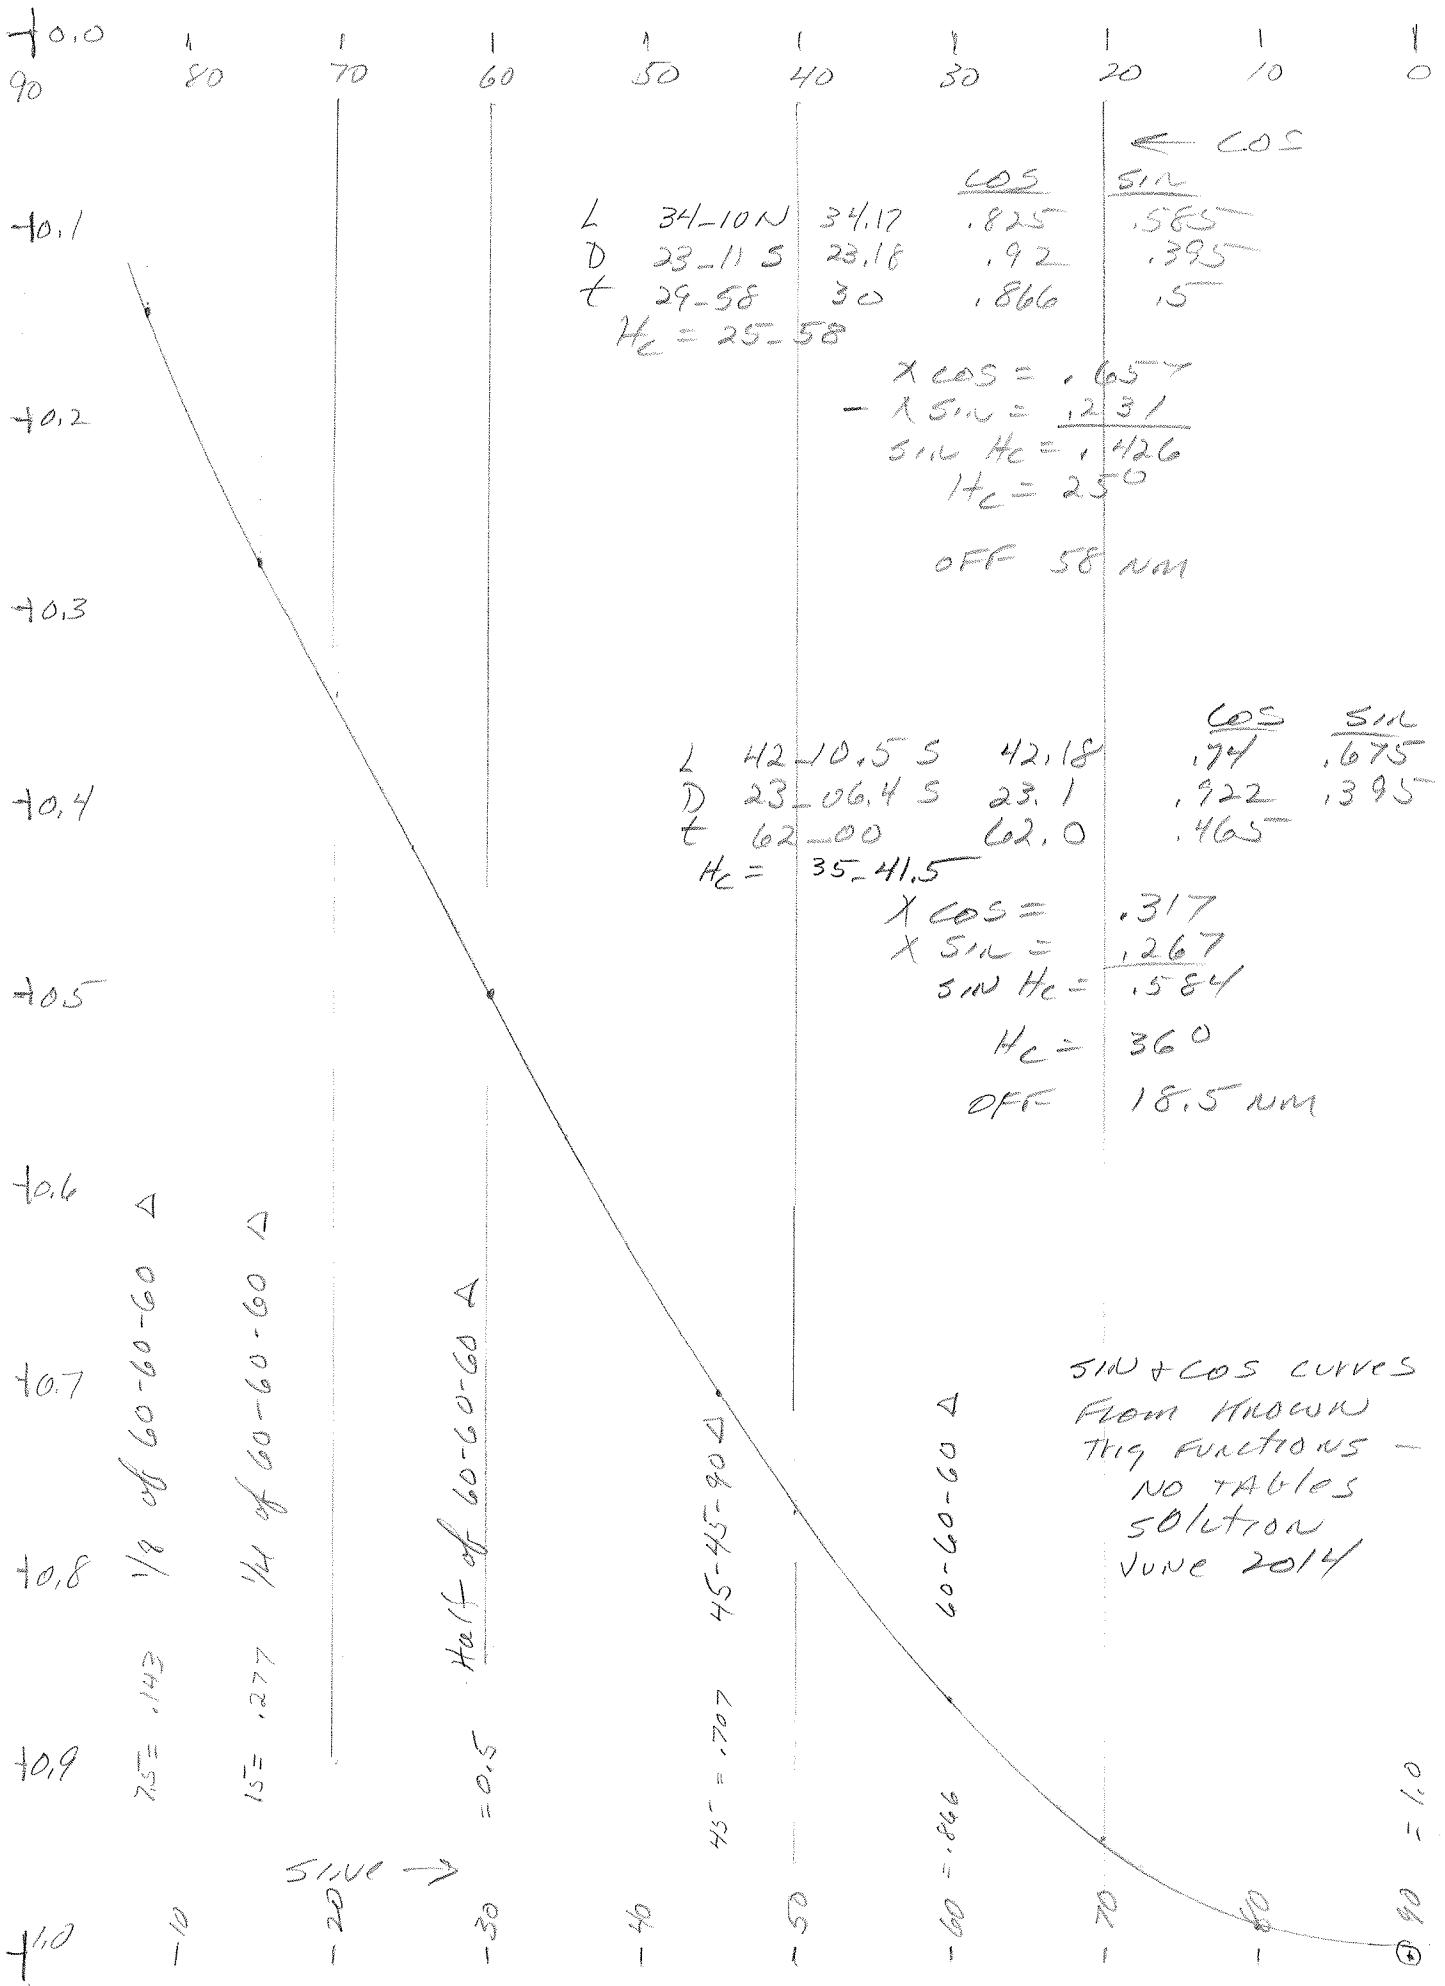 0.0
90 80 70 60 50 40 30 20 10 0
← COS
COS SIN
0.1
L 34-10N 34.17 .825 .585
D 23-11 S 23.18 .92 .395
t 29-58 30 .866 .5
Hc = 25-58
X COS = .657
0.2
- X SIN = .231
SIN Hc = .426
Hc = 25°
OFF 58 NM
0.3
COS SIN
L 42-10.5 S 42.18 .74 .675
D 23-06.4 S 23.1 .922 .395
0.4
t 62-00 62.0 .465
Hc = 35-41.5
X COS = .317
X SIN = .267
SIN Hc = .584
0.5
Hc = 36°
OFF 18.5 NM
0.6
0.7
SIN + COS CURVES
FROM KNOWN
TRIG FUNCTIONS -
NO TABLES
SOLUTION
JUNE 2014
0.8
0.9
1.0
7.5 = .143 1/8 of 60-60-60 Δ
15 = .277 1/4 of 60-60-60 Δ
= 0.5 Half of 60-60-60 Δ
45 = .707 45-45-90 Δ
= .866 60-60-60 Δ
= 1.0
SINE →
10 20 30 40 50 60 70 80 90